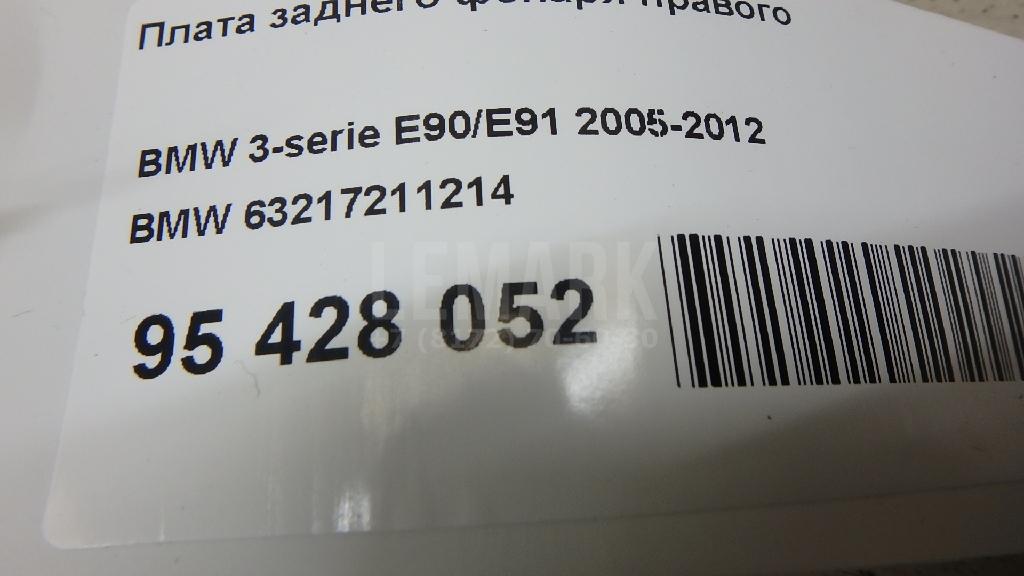 Плата заднего фонаря правого
BMW 3-serie E90/E91 2005-2012
BMW 63217211214
95 428 052
LEMARK